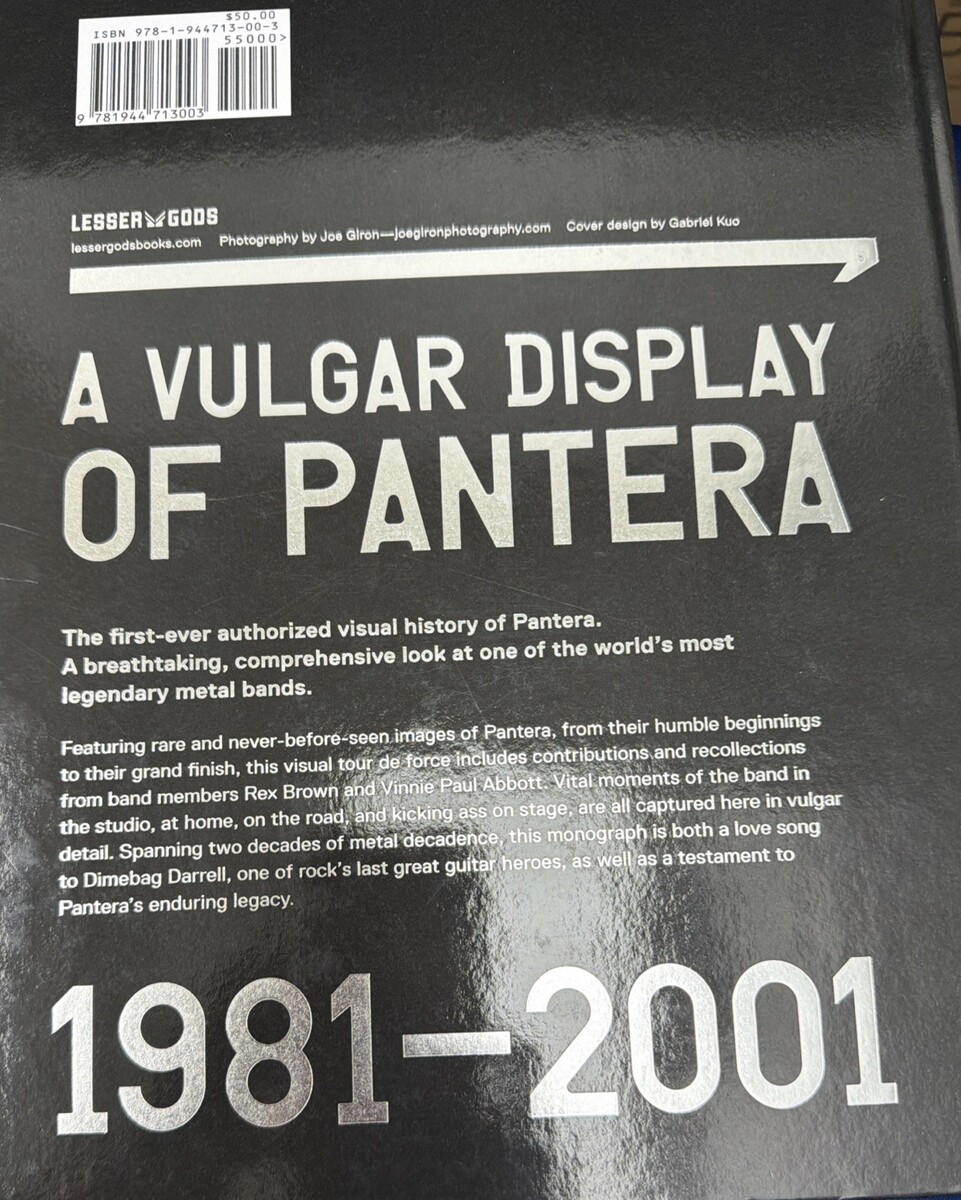 $50.00
ISBN 978-1-944713-00-3
55000>
9 781944 713003
LESSER GODS
lessergodsbooks.com Photography by Joe Giron—joegironphotography.com Cover design by Gabriel Kuo
A VULGAR DISPLAY
OF PANTERA
The first-ever authorized visual history of Pantera.
A breathtaking, comprehensive look at one of the world's most
legendary metal bands.
Featuring rare and never-before-seen images of Pantera, from their humble beginnings
to their grand finish, this visual tour de force includes contributions and recollections
from band members Rex Brown and Vinnie Paul Abbott. Vital moments of the band in
the studio, at home, on the road, and kicking ass on stage, are all captured here in vulgar
detail. Spanning two decades of metal decadence, this monograph is both a love song
to Dimebag Darrell, one of rock's last great guitar heroes, as well as a testament to
Pantera's enduring legacy.
1981—2001